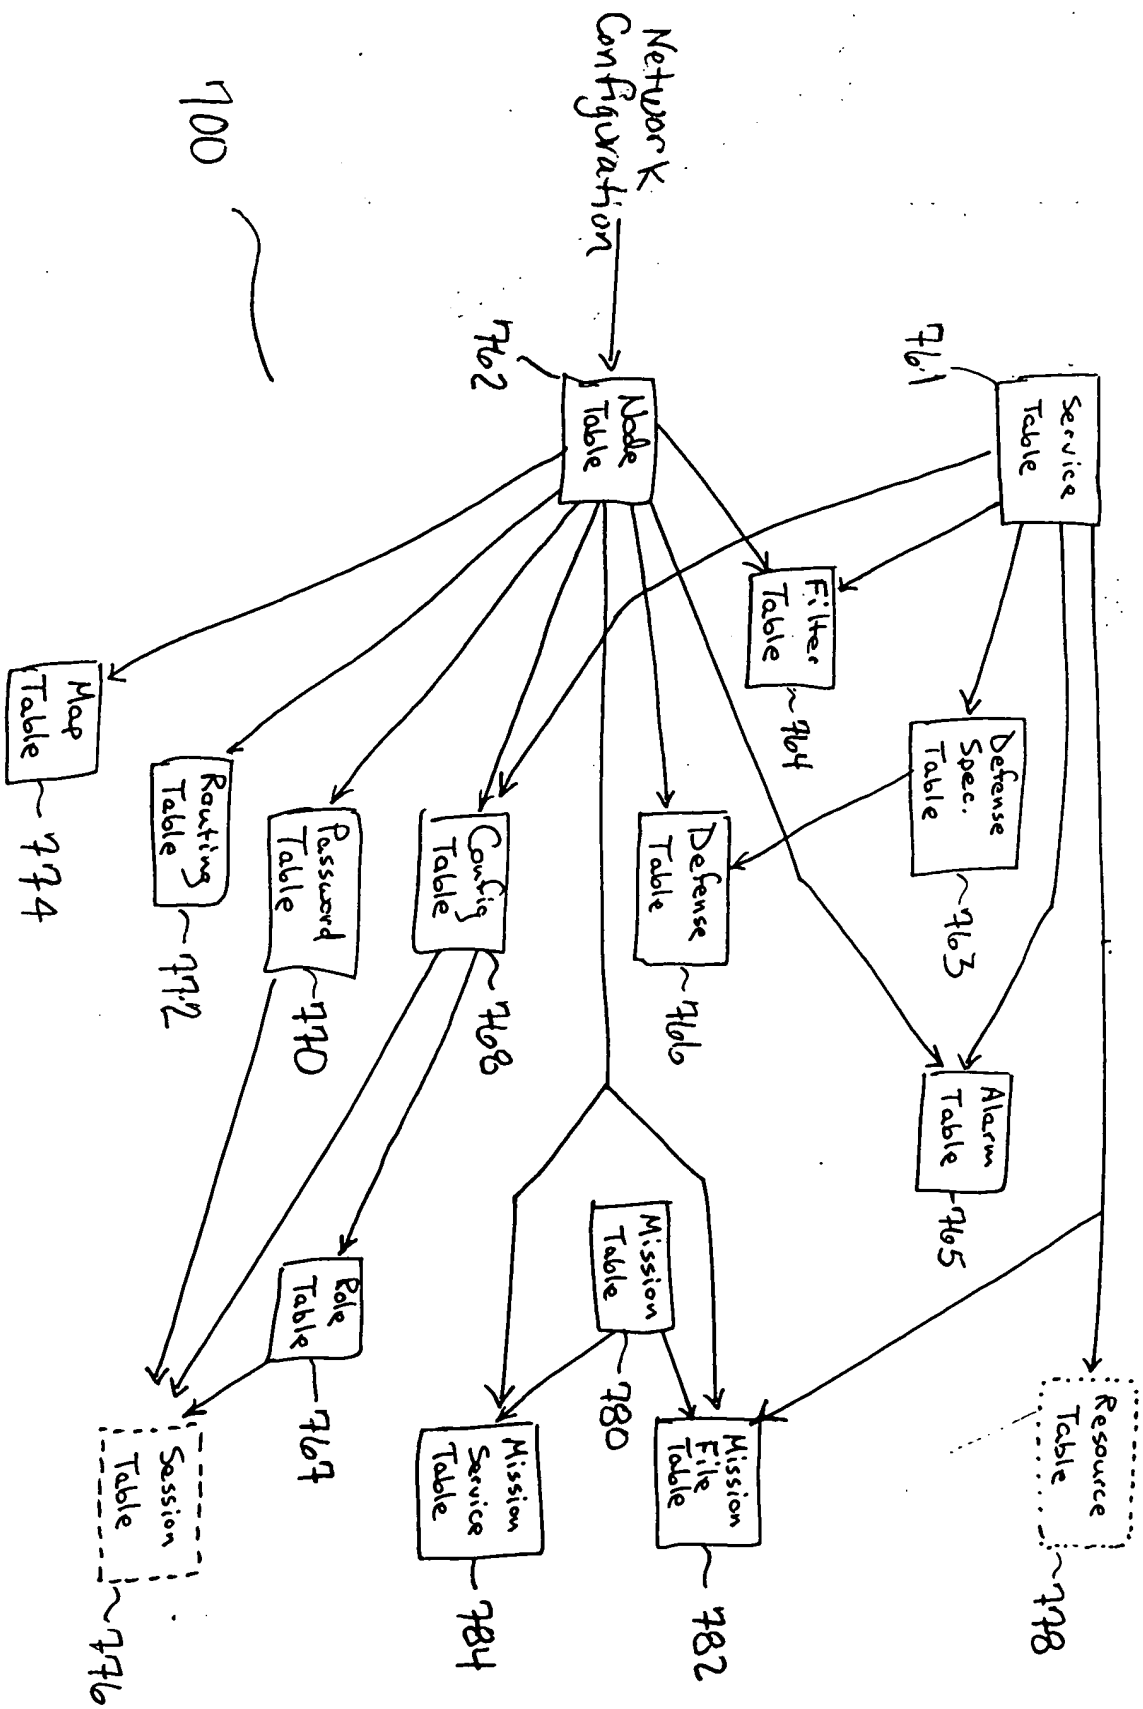 700
Network
Configuration
Service
Table
761
Node
Table
762
Filter
Table
764
Defense
Spec.
Table
763
Defense
Table
766
Alarm
Table
765
Config
Table
768
Password
Table
770
Routing
Table
772
Map
Table
774
Mission
Table
780
Role
Table
767
Resource
Table
778
Mission
File
Table
782
Mission
Service
Table
784
Session
Table
776